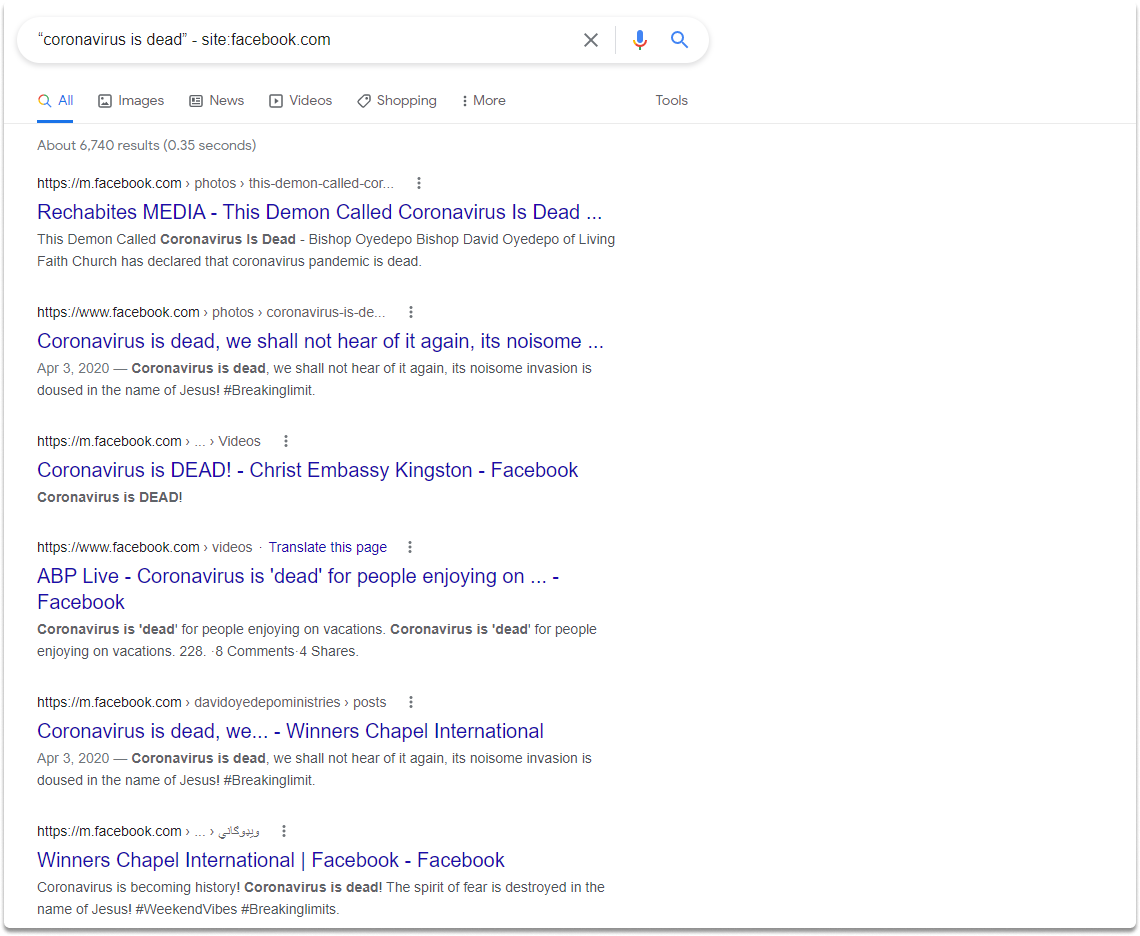 “coronavirus is dead” - site:facebook.com
All Images News Videos Shopping More Tools
About 6,740 results (0.35 seconds)
https://m.facebook.com › photos › this-demon-called-cor...
Rechabites MEDIA - This Demon Called Coronavirus Is Dead ...
This Demon Called Coronavirus Is Dead - Bishop Oyedepo Bishop David Oyedepo of Living
Faith Church has declared that coronavirus pandemic is dead.
https://www.facebook.com › photos › coronavirus-is-de...
Coronavirus is dead, we shall not hear of it again, its noisome ...
Apr 3, 2020 — Coronavirus is dead, we shall not hear of it again, its noisome invasion is
doused in the name of Jesus! #Breakinglimit.
https://m.facebook.com › ... › Videos
Coronavirus is DEAD! - Christ Embassy Kingston - Facebook
Coronavirus is DEAD!
https://www.facebook.com › videos · Translate this page
ABP Live - Coronavirus is 'dead' for people enjoying on ... -
Facebook
Coronavirus is 'dead' for people enjoying on vacations. Coronavirus is 'dead' for people
enjoying on vacations. 228. ·8 Comments·4 Shares.
https://m.facebook.com › davidoyedepoministries › posts
Coronavirus is dead, we... - Winners Chapel International
Apr 3, 2020 — Coronavirus is dead, we shall not hear of it again, its noisome invasion is
doused in the name of Jesus! #Breakinglimit.
https://m.facebook.com › ... › ويډوګانې
Winners Chapel International | Facebook - Facebook
Coronavirus is becoming history! Coronavirus is dead! The spirit of fear is destroyed in the
name of Jesus! #WeekendVibes #Breakinglimits.